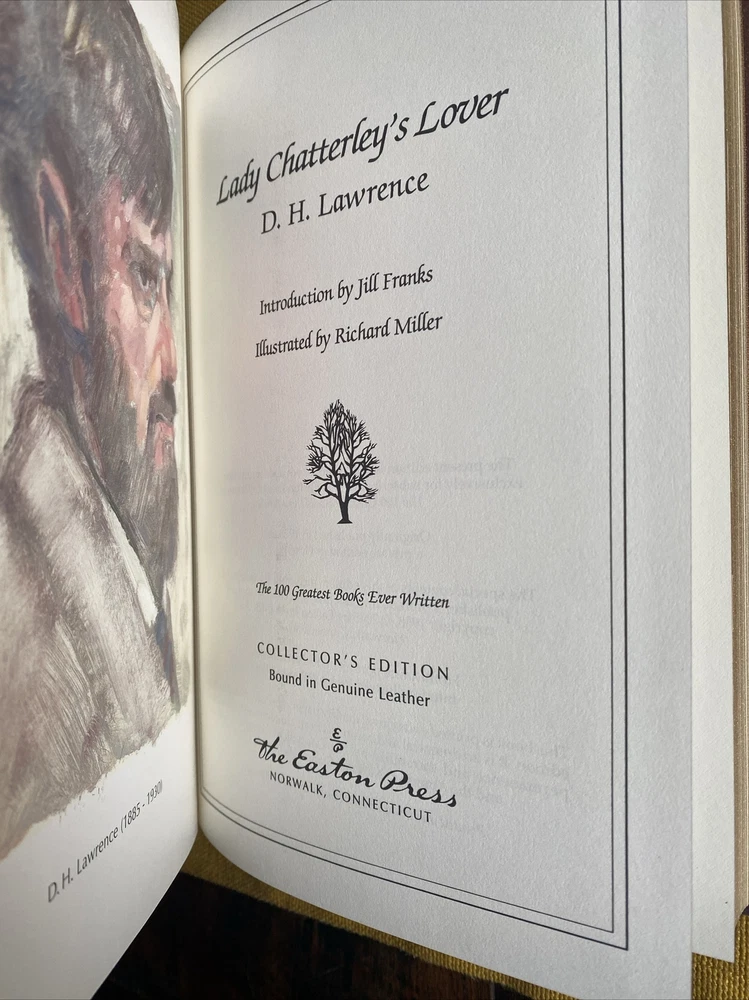 D. H. Lawrence (1885 - 1930)
Lady Chatterley's Lover
D. H. Lawrence
Introduction by Jill Franks
Illustrated by Richard Miller
The 100 Greatest Books Ever Written
COLLECTOR'S EDITION
Bound in Genuine Leather
The Easton Press
NORWALK, CONNECTICUT